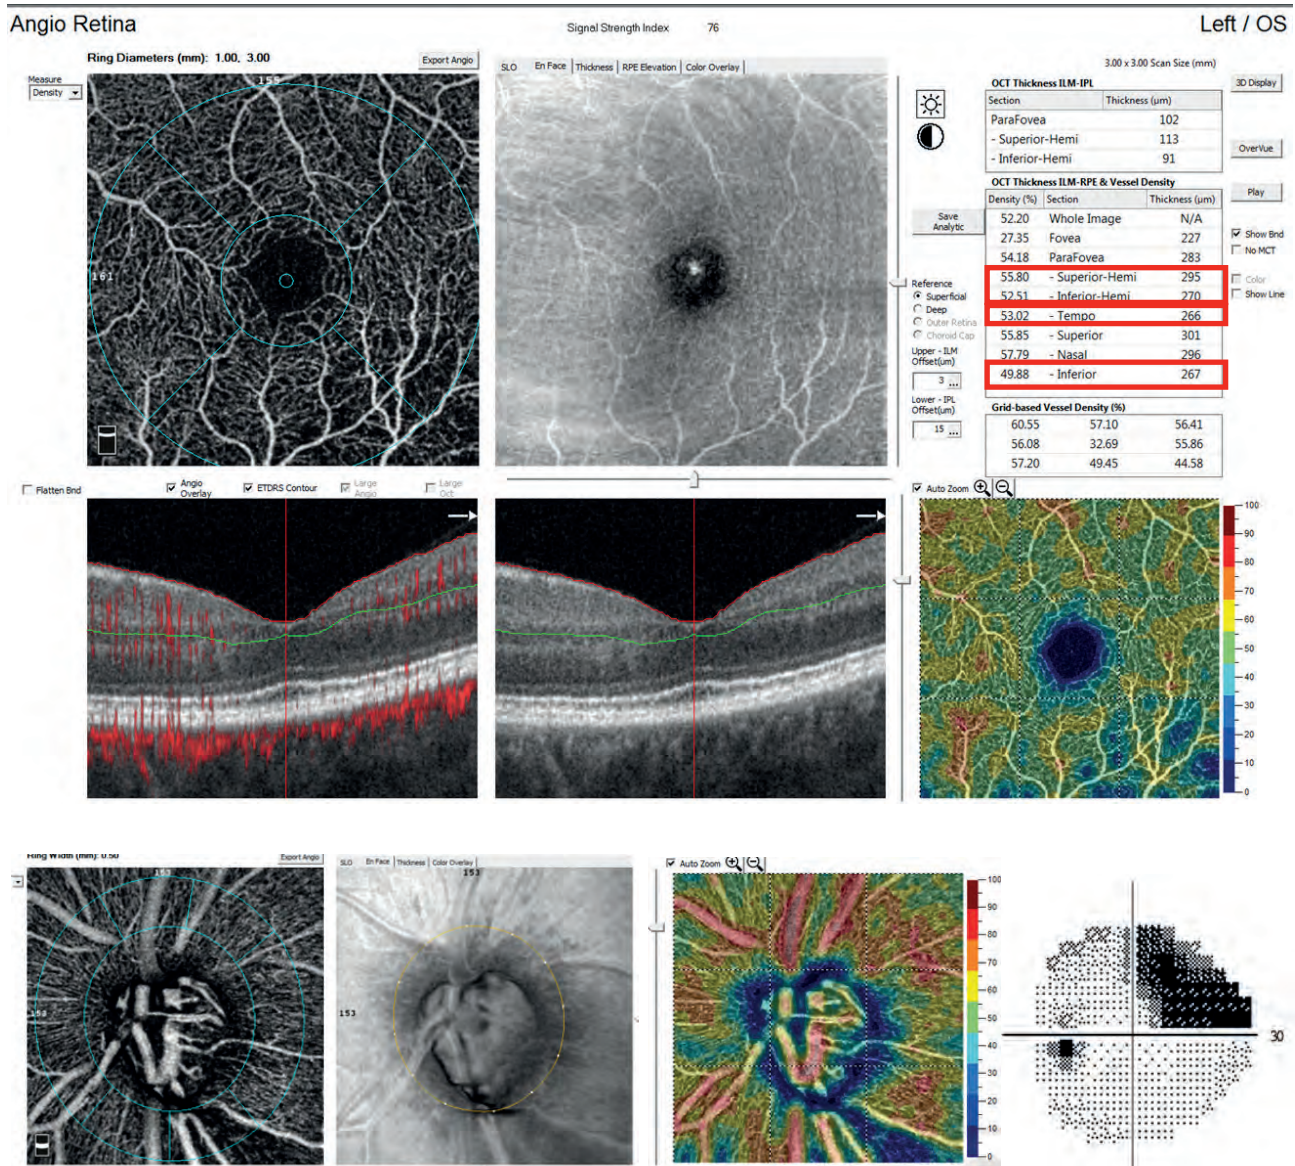 Angio Retina
Signal Strength Index 76
Left / OS
Ring Diameters (mm): 1.00, 3.00
Export Angio
Measure
Density
155
161
SLO En Face Thickness RPE Elevation Color Overlay
3.00 x 3.00 Scan Size (mm)
OCT Thickness ILM-IPL
Section Thickness (µm)
ParaFovea 102
- Superior-Hemi 113
- Inferior-Hemi 91
OCT Thickness ILM-RPE & Vessel Density
Density (%) Section Thickness (µm)
52.20 Whole Image N/A
27.35 Fovea 227
54.18 ParaFovea 283
55.80 - Superior-Hemi 295
52.51 - Inferior-Hemi 270
53.02 - Tempo 266
55.85 - Superior 301
57.79 - Nasal 296
49.88 - Inferior 267
Grid-based Vessel Density (%)
60.55 57.10 56.41
56.08 32.69 55.86
57.20 49.45 44.58
3D Display
OverVue
Play
Show Bnd
No MCT
Color
Show Line
Save
Analytic
Reference
Superficial
Deep
Outer Retina
Choroid Cap
Upper - ILM
Offset(um)
3 ...
Lower - IPL
Offset(um)
15 ...
Flatten Bnd
Angio
Overlay
ETDRS Contour
Large
Angio
Large
Oct
Auto Zoom
100
90
80
70
60
50
40
30
20
10
0
Ring Width (mm): 0.50
Export Angio
153
153
SLO En Face Thickness Color Overlay
153
153
Auto Zoom
100
90
80
70
60
50
40
30
20
10
0
30